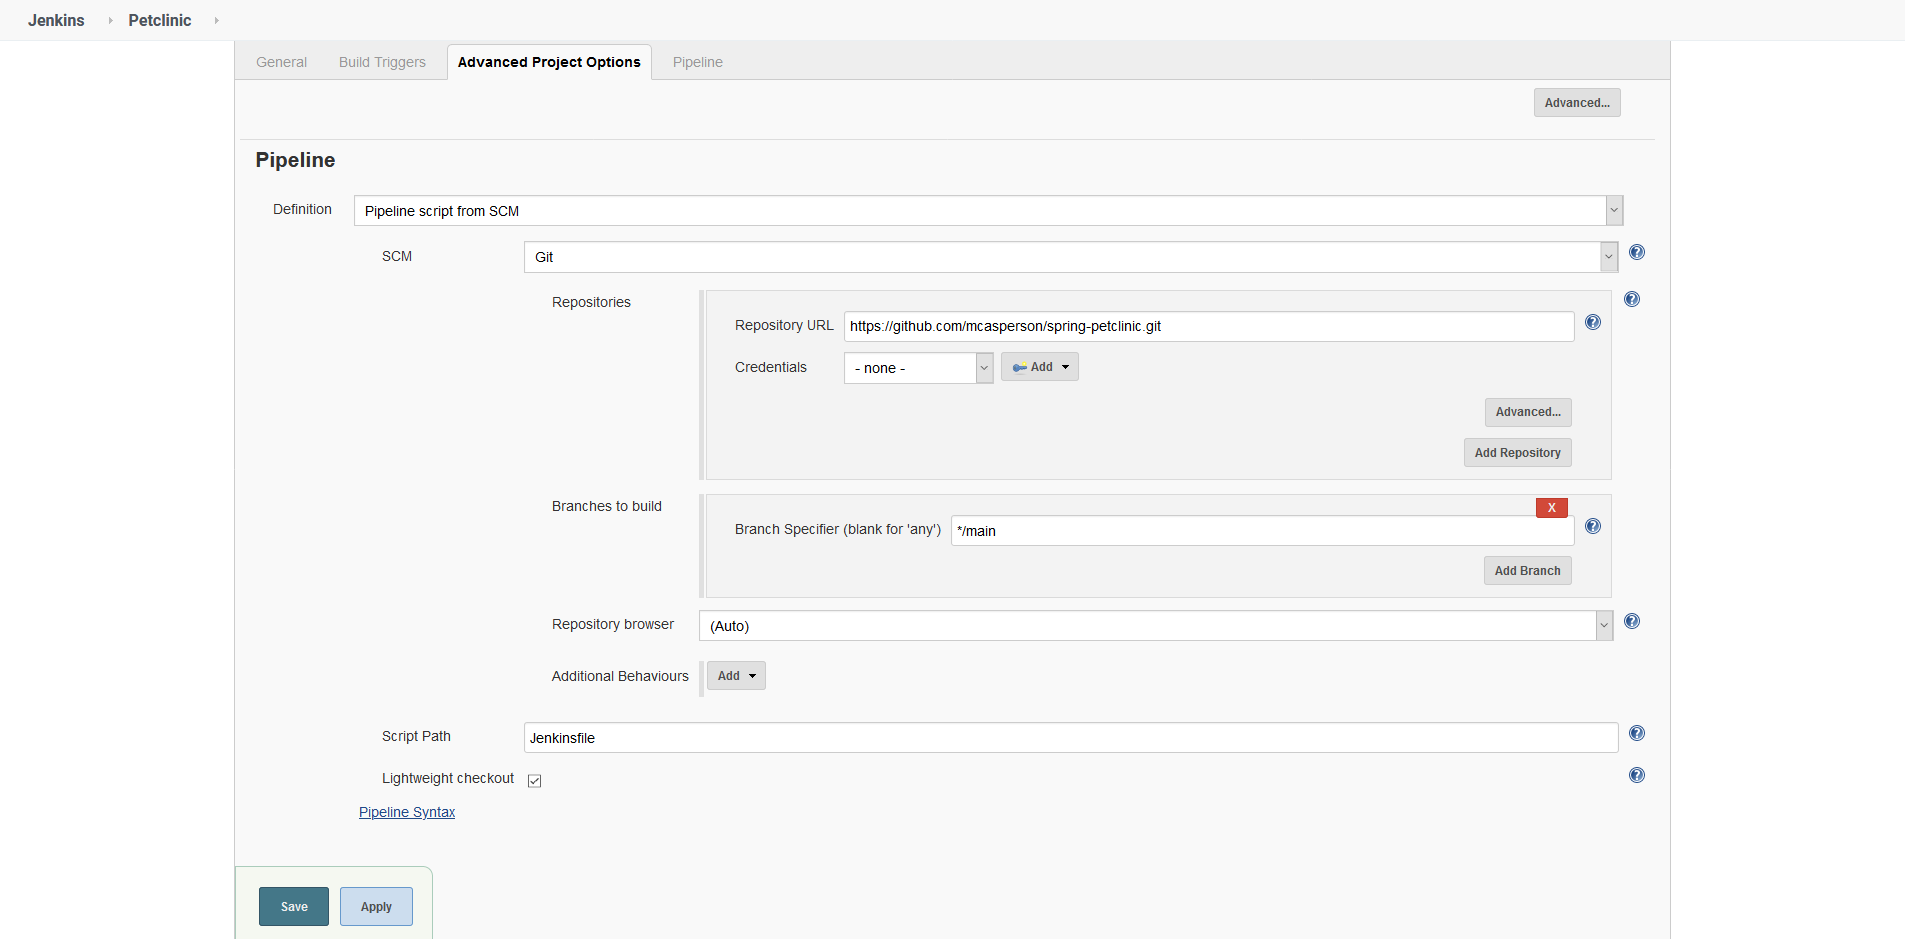 Jenkins Petclinic
General Build Triggers Advanced Project Options Pipeline
Advanced...
Pipeline
Definition Pipeline script from SCM
SCM Git
Repositories
Repository URL https://github.com/mcasperson/spring-petclinic.git
Credentials - none - Add
Advanced...
Add Repository
Branches to build
X
Branch Specifier (blank for 'any') */main
Add Branch
Repository browser (Auto)
Additional Behaviours Add
Script Path Jenkinsfile
Lightweight checkout
Pipeline Syntax
Save Apply